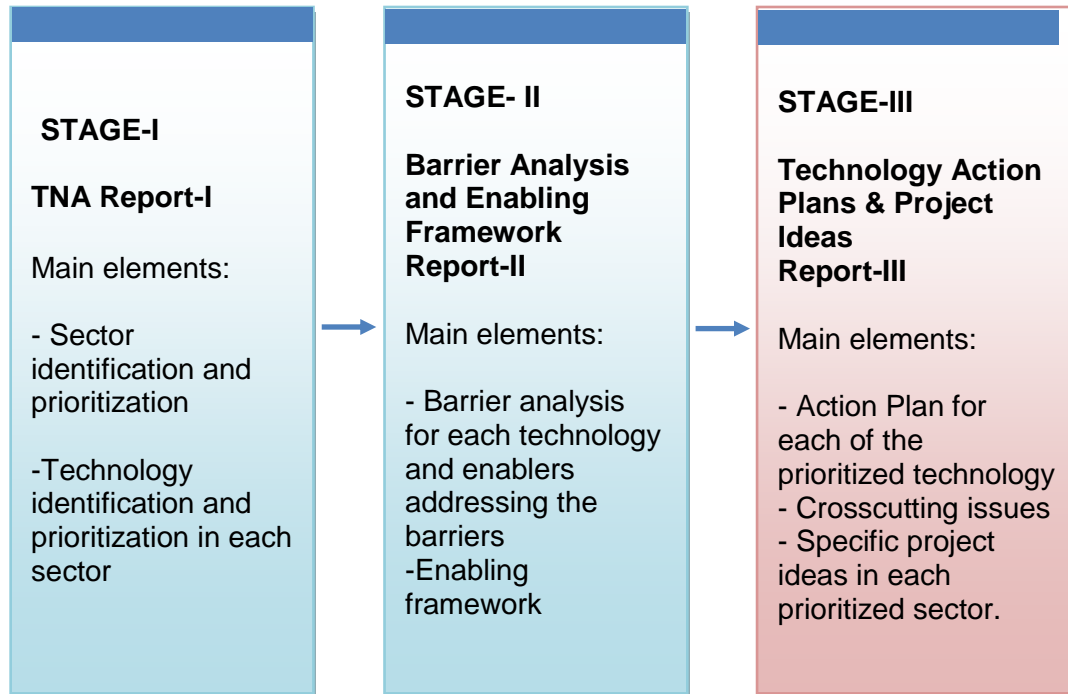 STAGE-I
TNA Report-I
Main elements:
- Sector
identification and
prioritization
-Technology
identification and
prioritization in each
sector
STAGE- II
Barrier Analysis
and Enabling
Framework
Report-II
Main elements:
- Barrier analysis
for each technology
and enablers
addressing the
barriers
-Enabling
framework
STAGE-III
Technology Action
Plans & Project
Ideas
Report-III
Main elements:
- Action Plan for
each of the
prioritized technology
- Crosscutting issues
- Specific project
ideas in each
prioritized sector.